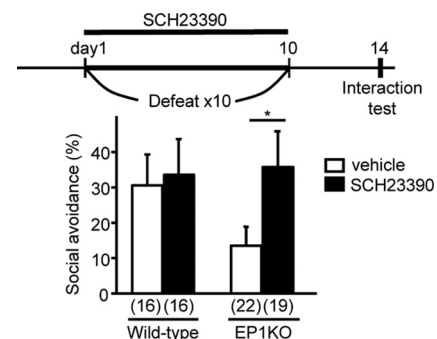 SCH23390
day1 10 14
Defeat x10
Interaction
test
Social avoidance (%)
40
30
20
10
0
*
vehicle
SCH23390
(16) (16) (22) (19)
Wild-type EP1KO